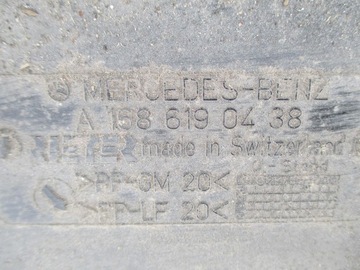 MERCEDES-BENZ
A 168 619 04 38
made in Switzerland
>PP-GM 20<
>PP-LF 20<